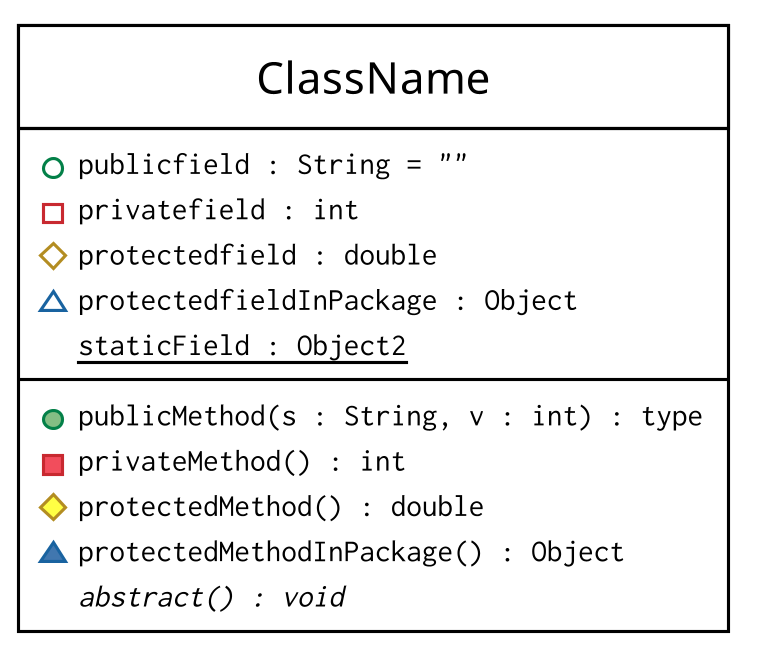 ClassName
publicfield : String = ""
privatefield : int
protectedfield : double
protectedfieldInPackage : Object
staticField : Object2
publicMethod(s : String, v : int) : type
privateMethod() : int
protectedMethod() : double
protectedMethodInPackage() : Object
abstract() : void